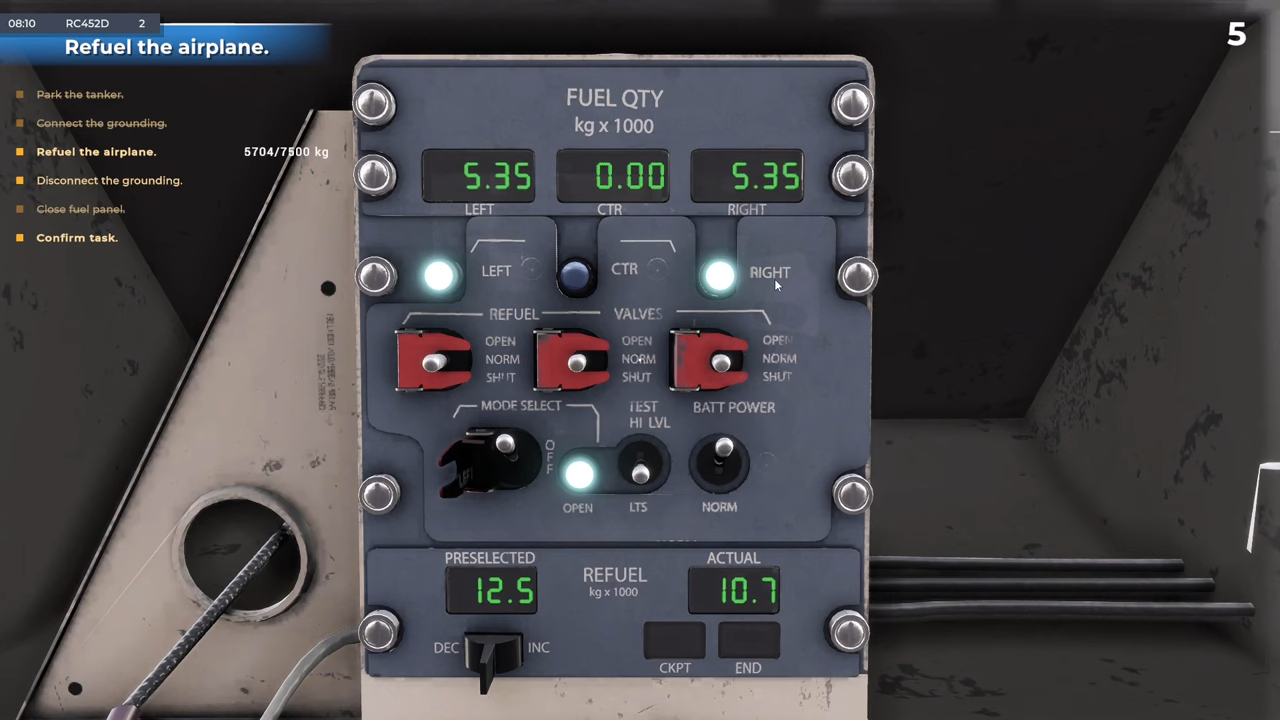 08:10 RC452D 2
5
Refuel the airplane.
Park the tanker.
Connect the grounding.
Refuel the airplane. 5704/7500 kg
Disconnect the grounding.
Close fuel panel.
Confirm task.
FUEL QTY
kg x 1000
5.35 0.00 5.35
LEFT CTR RIGHT
LEFT CTR RIGHT
REFUEL VALVES
OPEN OPEN OPEN
NORM NORM NORM
SHUT SHUT SHUT
MODE SELECT TEST BATT POWER
HI LVL
OFF
OPEN LTS NORM
PRESELECTED ACTUAL
12.5 REFUEL 10.7
kg x 1000
DEC INC
CKPT END